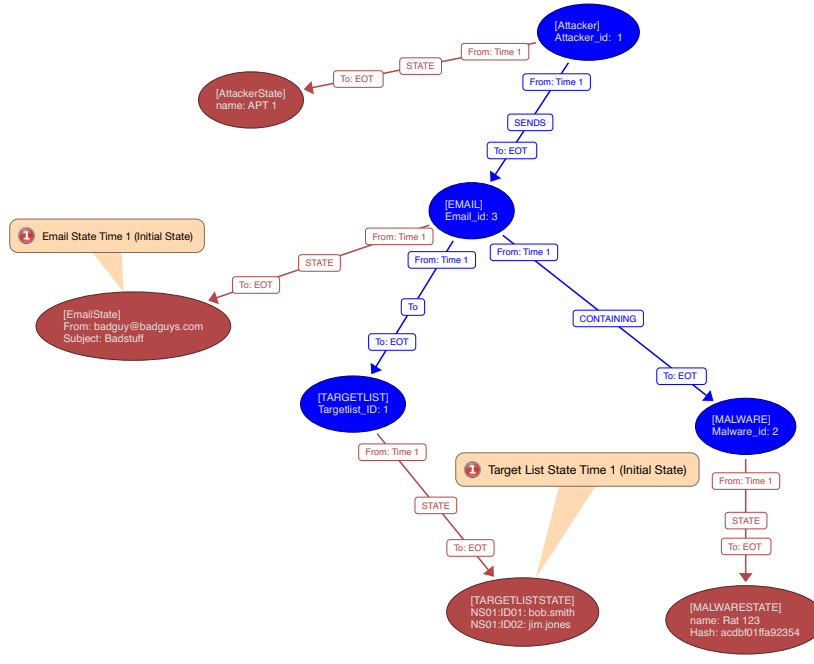 [Attacker]
Attacker_id: 1
From: Time 1
STATE
To: EOT
[AttackerState]
name: APT 1
From: Time 1
SENDS
To: EOT
[EMAIL]
Email_id: 3
1 Email State Time 1 (Initial State)
From: Time 1
STATE
To: EOT
[EmailState]
From: badguy@badguys.com
Subject: Badstuff
From: Time 1
To
To: EOT
From: Time 1
CONTAINING
To: EOT
[TARGETLIST]
Targetlist_ID: 1
[MALWARE]
Malware_id: 2
From: Time 1
STATE
To: EOT
1 Target List State Time 1 (Initial State)
[TARGETLISTSTATE]
NS01:ID01: bob.smith
NS01:ID02: jim.jones
From: Time 1
STATE
To: EOT
[MALWARESTATE]
name: Rat 123
Hash: acdbf01ffa92354